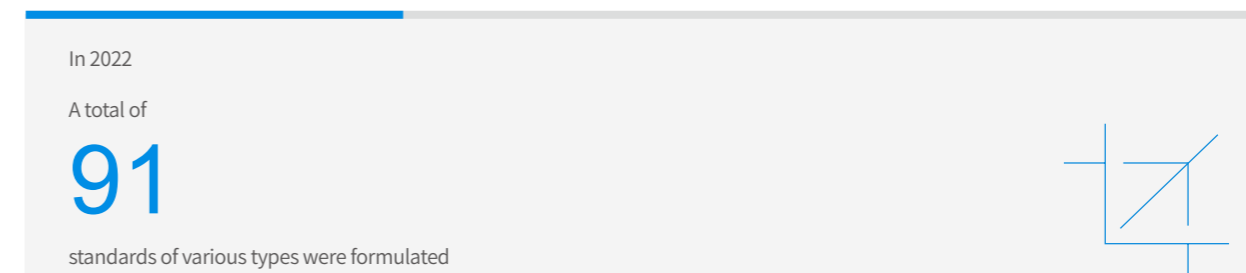 In 2022
A total of
91
standards of various types were formulated